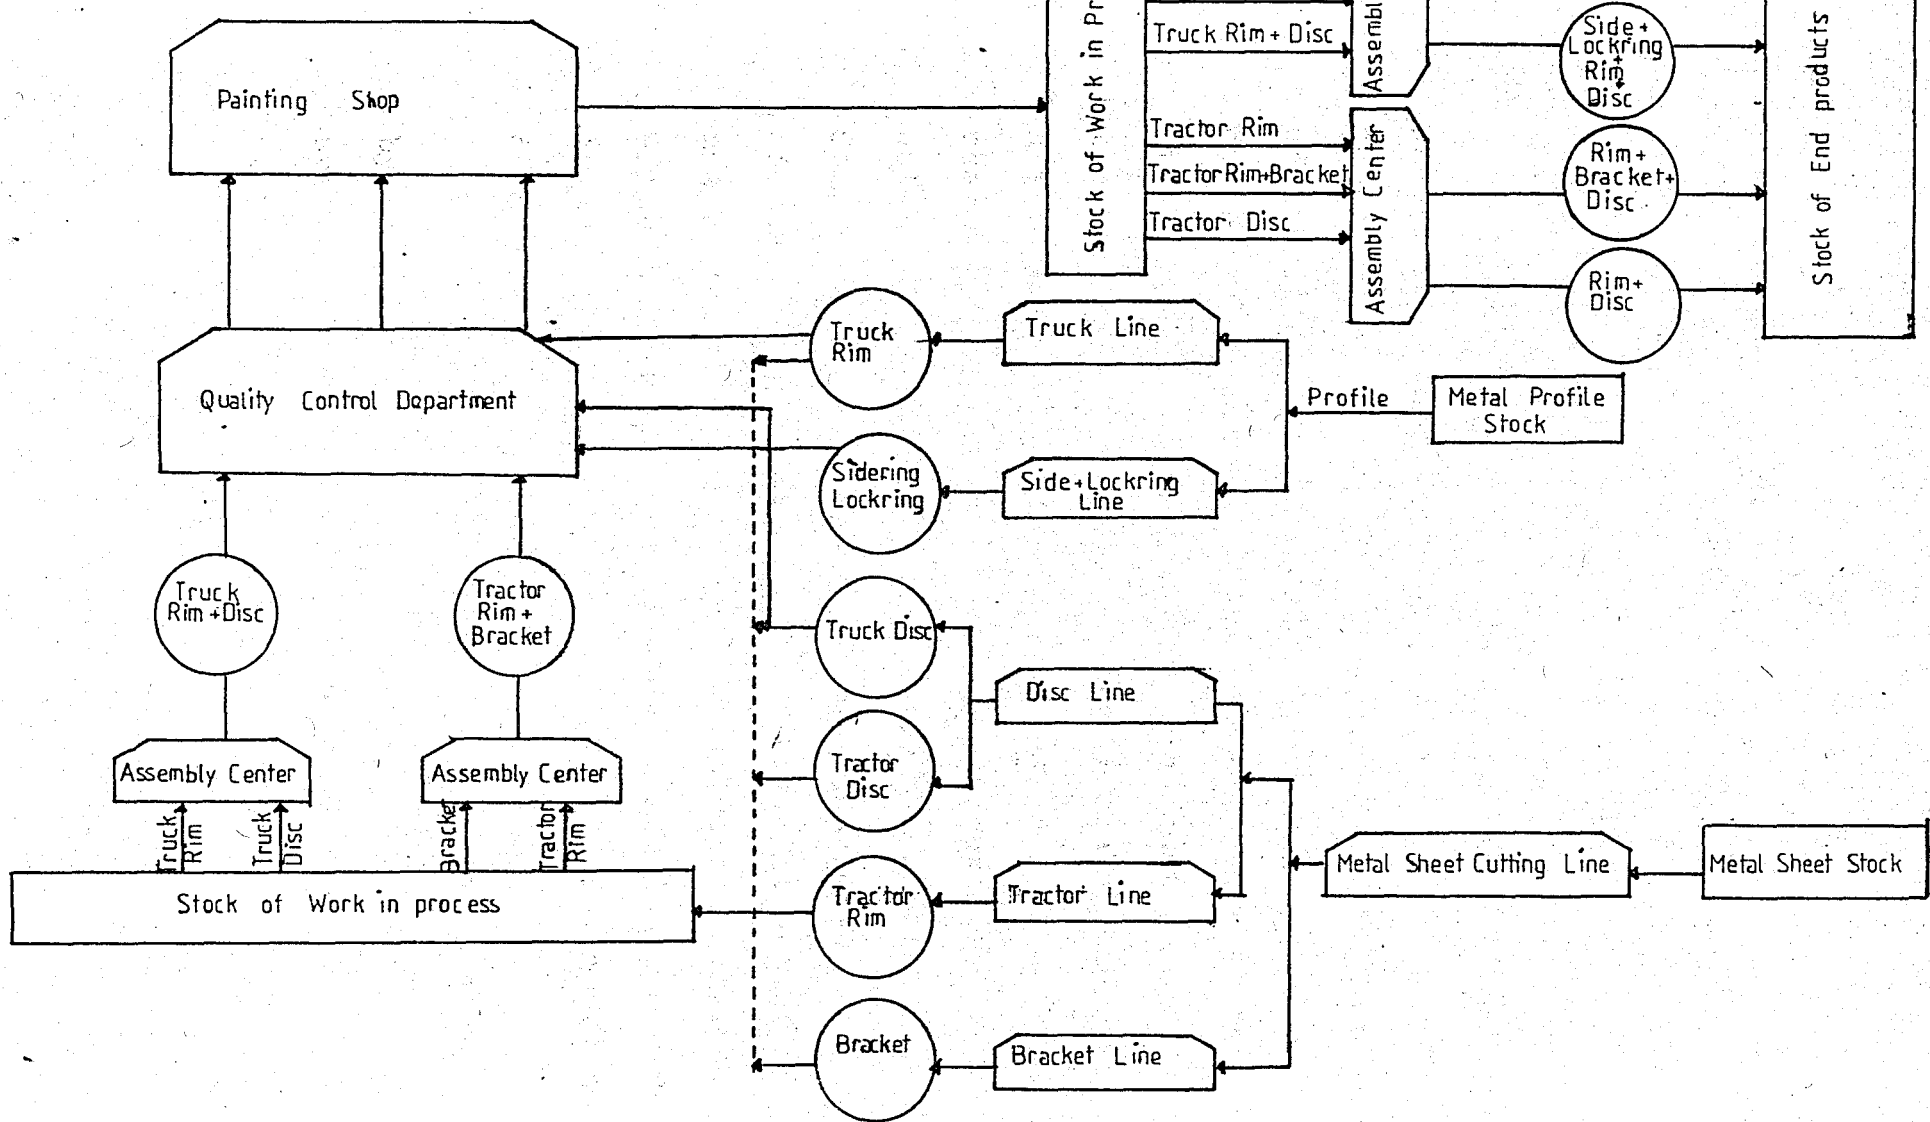 Painting Shop
Stock of Work in Pr
Truck Rim + Disc
Tractor Rim
Tractor Rim+Bracket
Tractor Disc
Assembl
Assembly Center
Side +
Lockring
+
Rim
+
Disc
Rim+
Bracket+
Disc
Rim+
Disc
Stock of End products
Quality Control Department
Truck
Rim
Truck Line
Profile
Metal Profile
Stock
Sidering
Lockring
Side+Lockring
Line
Truck
Rim+Disc
Tractor
Rim+
Bracket
Truck Disc
Disc Line
Tractor
Disc
Assembly Center
Assembly Center
Truck
Rim
Truck
Disc
Bracket
Tractor
Rim
Stock of Work in process
Tractor
Rim
Tractor Line
Metal Sheet Cutting Line
Metal Sheet Stock
Bracket
Bracket Line